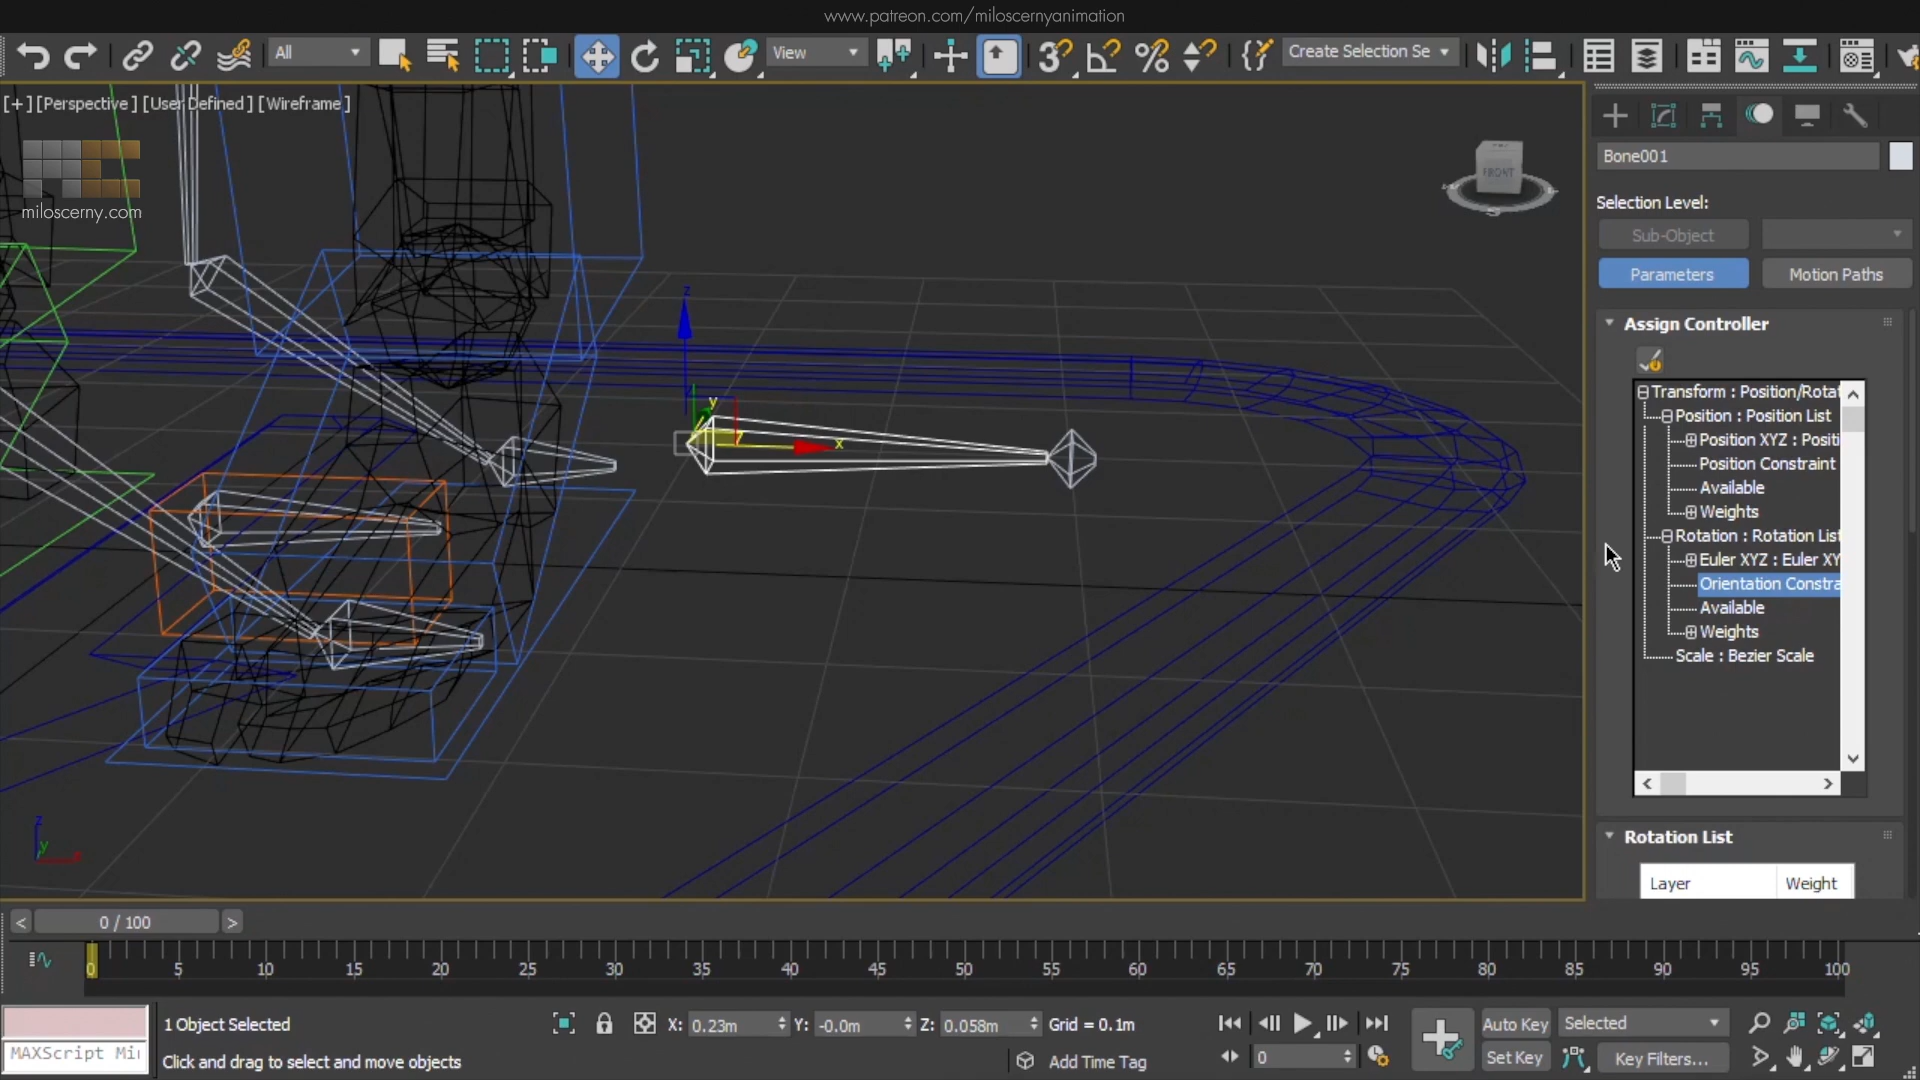 www.patreon.com/miloscernyanimation
All
View
Create Selection Se
[+] [Perspective] [User Defined] [Wireframe]
miloscerny.com
FRONT
z
y
x
Bone001
Selection Level:
Sub-Object
Parameters
Motion Paths
Assign Controller
Transform : Position/Rotat
Position : Position List
Position XYZ : Positi
Position Constraint
Available
Weights
Rotation : Rotation List
Euler XYZ : Euler XY
Orientation Constra
Available
Weights
Scale : Bezier Scale
Rotation List
Layer Weight
z
y
< 0 / 100 >
0 5 10 15 20 25 30 35 40 45 50 55 60 65 70 75 80 85 90 95 100
1 Object Selected
X: 0.23m Y: -0.0m Z: 0.058m Grid = 0.1m
Auto Key
Selected
MAXScript Mi
Click and drag to select and move objects
Add Time Tag
0
Set Key
Key Filters...